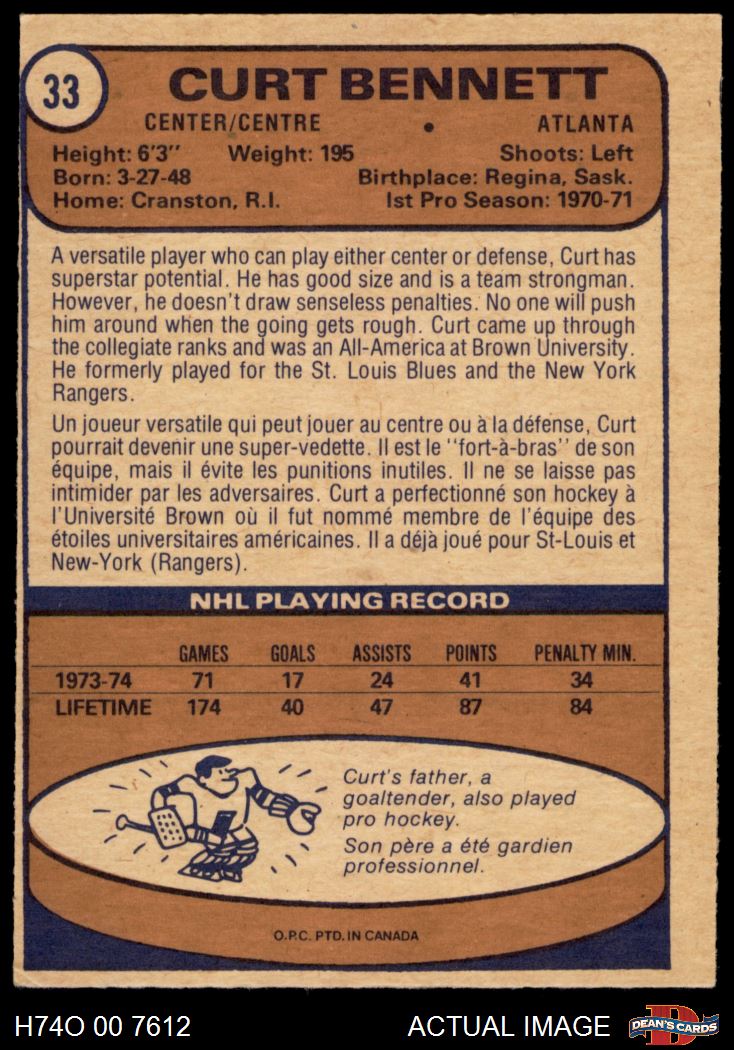 33
CURT BENNETT
CENTER/CENTRE • ATLANTA
Height: 6'3" Weight: 195 Shoots: Left
Born: 3-27-48 Birthplace: Regina, Sask.
Home: Cranston, R.I. 1st Pro Season: 1970-71
A versatile player who can play either center or defense, Curt has
superstar potential. He has good size and is a team strongman.
However, he doesn't draw senseless penalties. No one will push
him around when the going gets rough. Curt came up through
the collegiate ranks and was an All-America at Brown University.
He formerly played for the St. Louis Blues and the New York
Rangers.
Un joueur versatile qui peut jouer au centre ou à la défense, Curt
pourrait devenir une super-vedette. Il est le "fort-à-bras" de son
équipe, mais il évite les punitions inutiles. Il ne se laisse pas
intimider par les adversaires. Curt a perfectionné son hockey à
l'Université Brown où il fut nommé membre de l'équipe des
étoiles universitaires américaines. Il a déjà joué pour St-Louis et
New-York (Rangers).
NHL PLAYING RECORD
GAMES GOALS ASSISTS POINTS PENALTY MIN.
1973-74 71 17 24 41 34
LIFETIME 174 40 47 87 84
Curt's father, a
goaltender, also played
pro hockey.
Son père a été gardien
professionnel.
O.P.C. PTD. IN CANADA
H74O 00 7612 ACTUAL IMAGE D DEAN'S CARDS